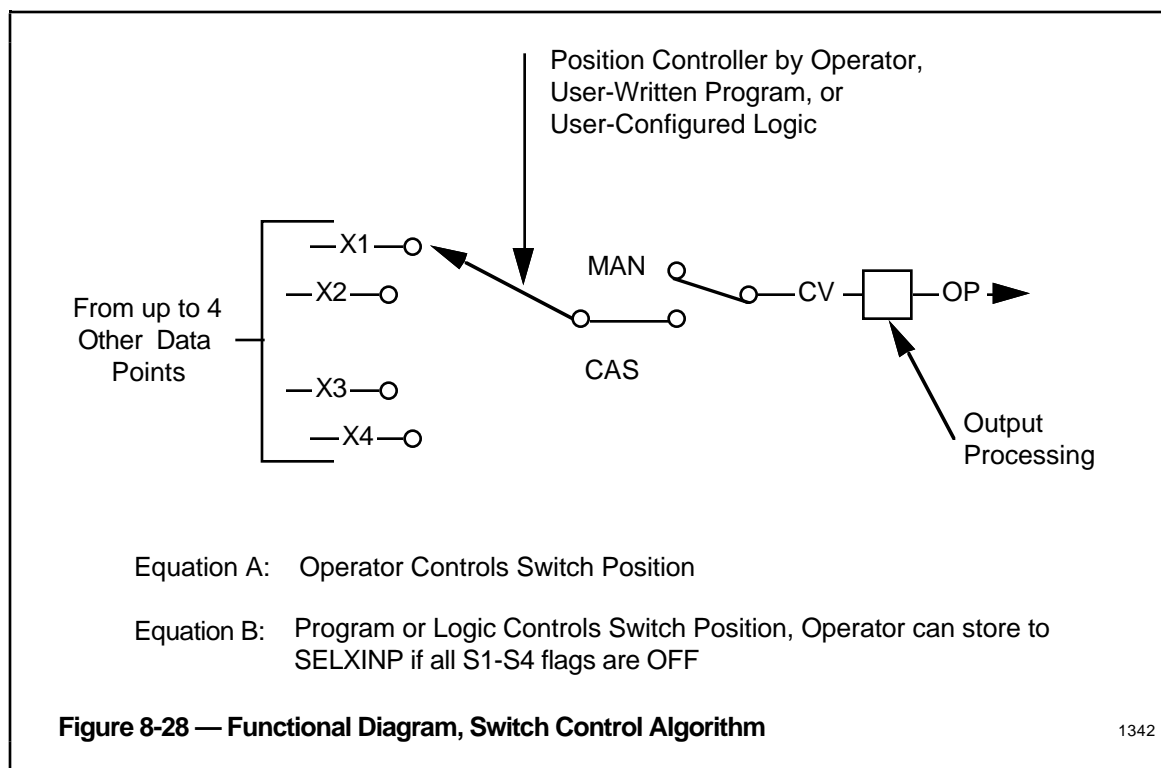 Position Controller by Operator,
User-Written Program, or
User-Configured Logic
X1
X2
X3
X4
From up to 4
Other Data
Points
MAN
CAS
CV
OP
Output
Processing
Equation A: Operator Controls Switch Position
Equation B: Program or Logic Controls Switch Position, Operator can store to
SELXINP if all S1-S4 flags are OFF
Figure 8-28 — Functional Diagram, Switch Control Algorithm
1342